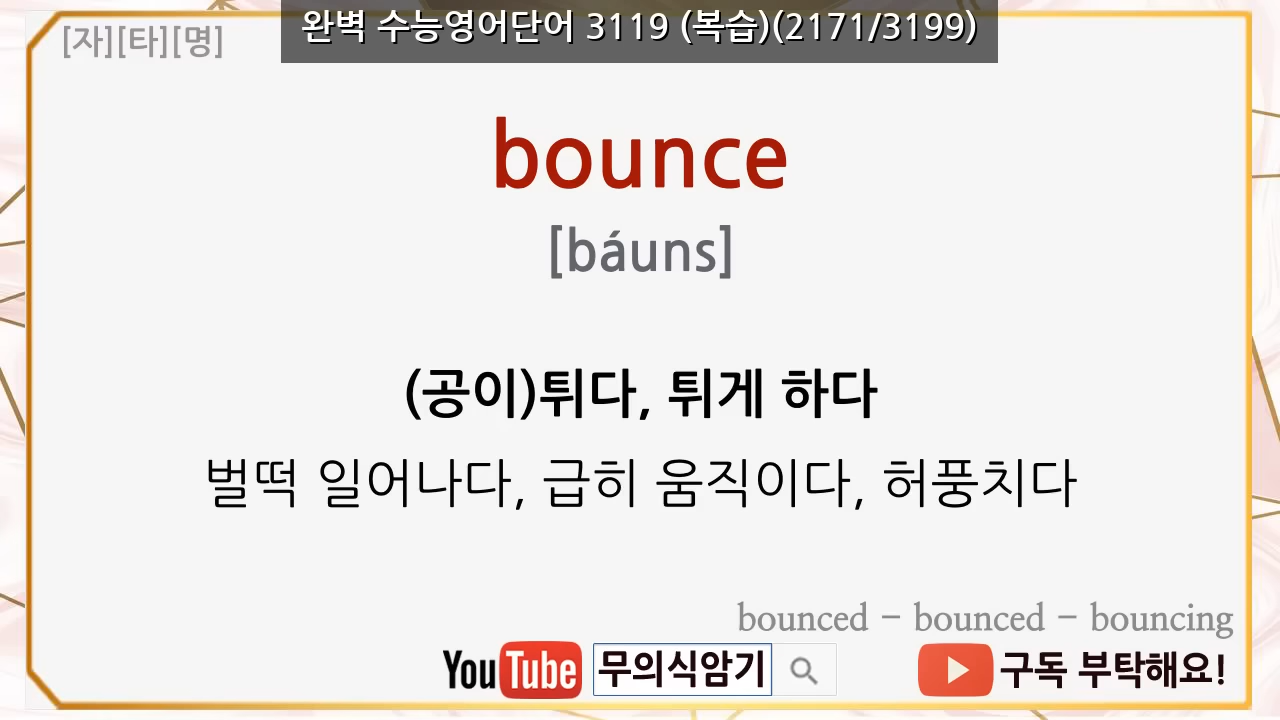 완벽 수능영어단어 3119 (복습)(2171/3199)
[자][타][명]
bounce
[báuns]
(공이)튀다, 튀게 하다
벌떡 일어나다, 급히 움직이다, 허풍치다
bounced - bounced - bouncing
YouTube 무의식암기 구독 부탁해요!